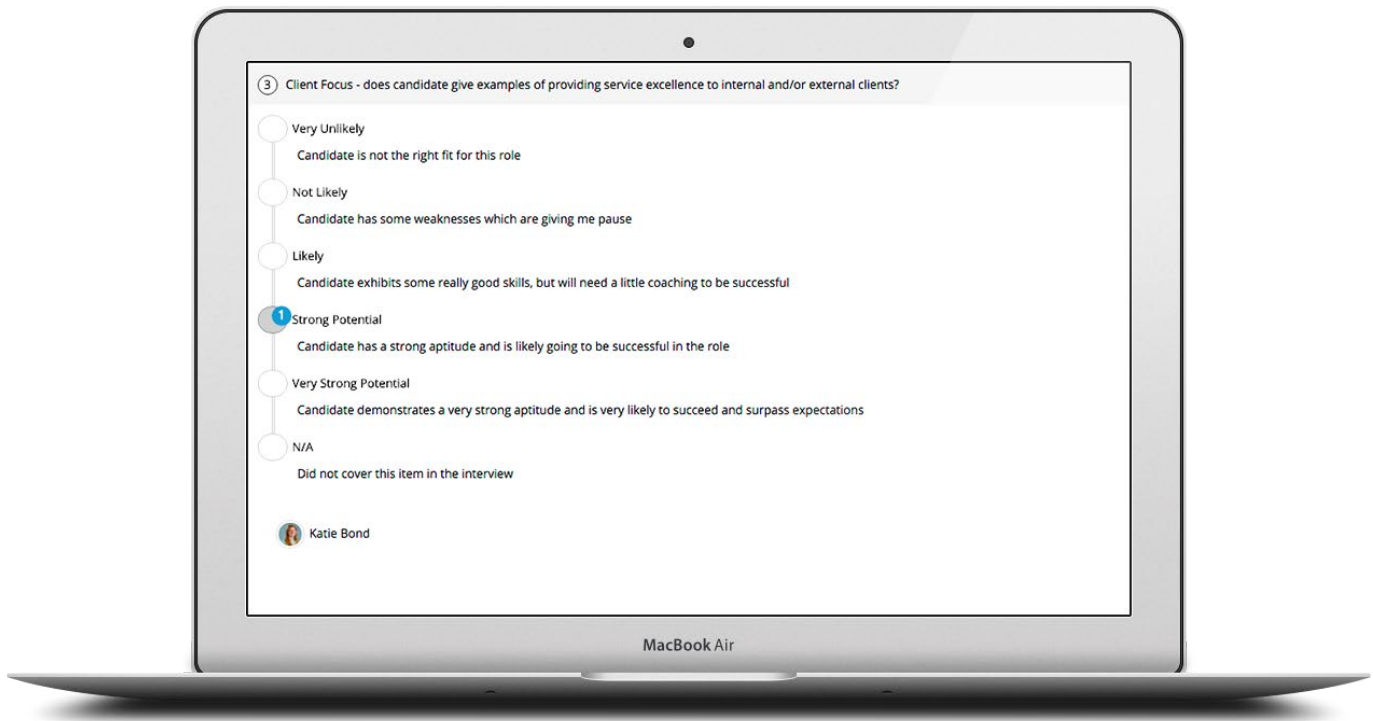 3 Client Focus - does candidate give examples of providing service excellence to internal and/or external clients?
Very Unlikely
Candidate is not the right fit for this role
Not Likely
Candidate has some weaknesses which are giving me pause
Likely
Candidate exhibits some really good skills, but will need a little coaching to be successful
1 Strong Potential
Candidate has a strong aptitude and is likely going to be successful in the role
Very Strong Potential
Candidate demonstrates a very strong aptitude and is very likely to succeed and surpass expectations
N/A
Did not cover this item in the interview
Katie Bond
MacBook Air